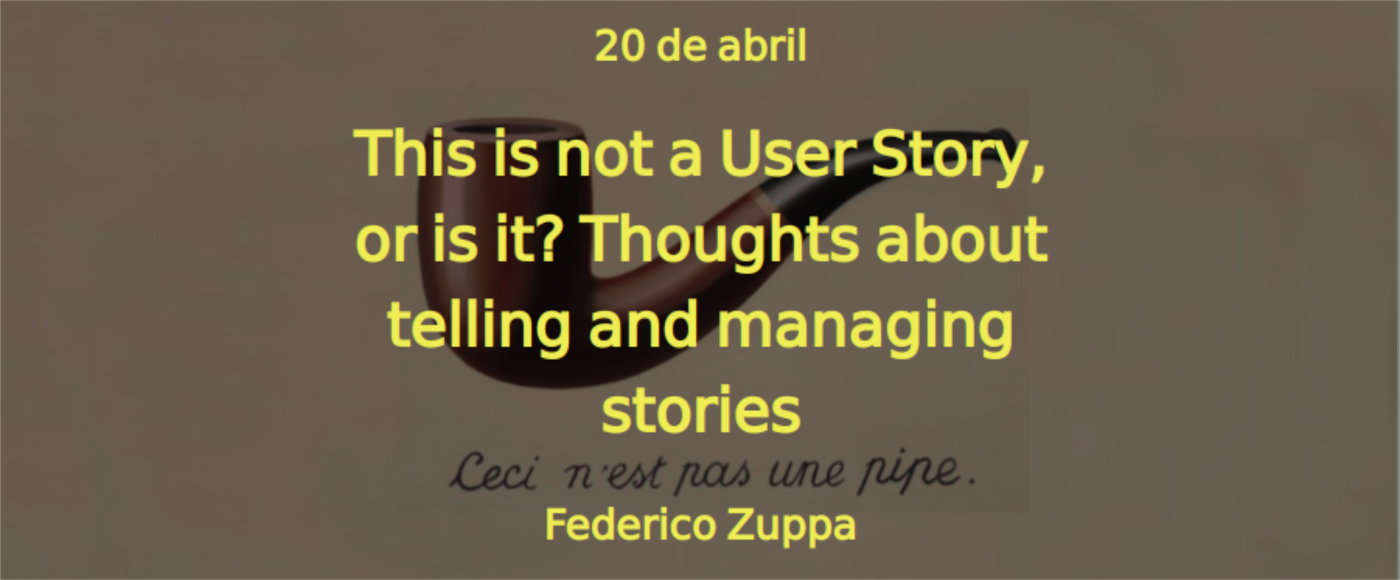 20 de abril
This is not a User Story,
or is it? Thoughts about
telling and managing
stories
Ceci n'est pas une pipe.
Federico Zuppa